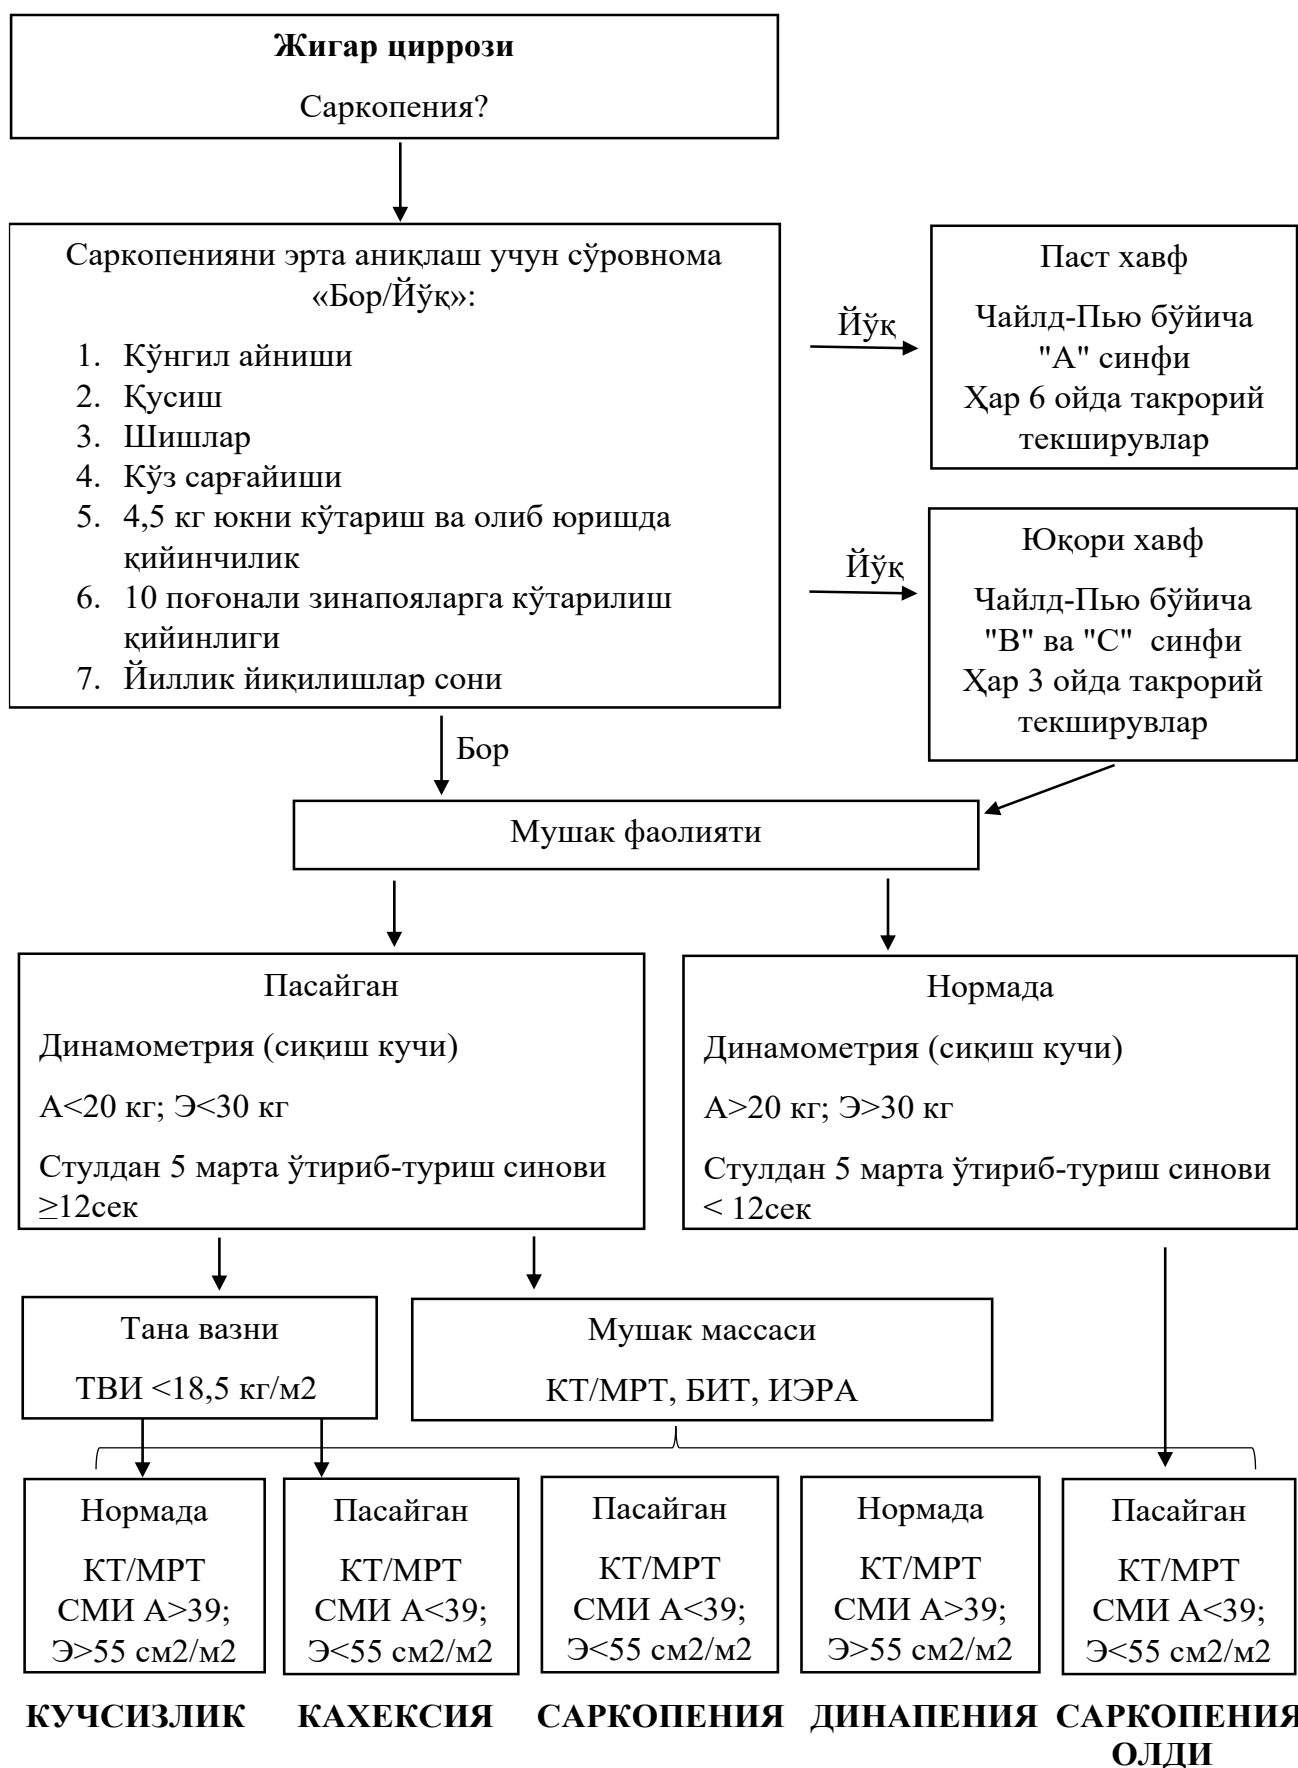 Жигар циррози
Саркопения?
Саркопенияни эрта аниқлаш учун сўровнома
«Бор/Йўқ»:
1. Кўнгил айниши
2. Қусиш
3. Шишлар
4. Кўз сарғайиши
5. 4,5 кг юкни кўтариш ва олиб юришда
қийинчилик
6. 10 поғонали зинапояларга кўтарилиш
қийинлиги
7. Йиллик йиқилишлар сони
Йўқ
Паст хавф
Чайлд-Пью бўйича
"А" синфи
Ҳар 6 ойда такрорий
текширувлар
Йўқ
Юқори хавф
Чайлд-Пью бўйича
"В" ва "С" синфи
Ҳар 3 ойда такрорий
текширувлар
Бор
Мушак фаолияти
Пасайган
Динамометрия (сиқиш кучи)
А<20 кг; Э<30 кг
Стулдан 5 марта ўтириб-туриш синови
≥12сек
Нормада
Динамометрия (сиқиш кучи)
А>20 кг; Э>30 кг
Стулдан 5 марта ўтириб-туриш синови
< 12сек
Тана вазни
ТВИ <18,5 кг/м2
Мушак массаси
КТ/МРТ, БИТ, ИЭРА
Нормада
КТ/МРТ
СМИ А>39;
Э>55 см2/м2
Пасайган
КТ/МРТ
СМИ А<39;
Э<55 см2/м2
Пасайган
КТ/МРТ
СМИ А<39;
Э<55 см2/м2
Нормада
КТ/МРТ
СМИ А>39;
Э>55 см2/м2
Пасайган
КТ/МРТ
СМИ А<39;
Э<55 см2/м2
КУЧСИЗЛИК
КАХЕКСИЯ
САРКОПЕНИЯ
ДИНАПЕНИЯ
САРКОПЕНИЯ
ОЛДИ